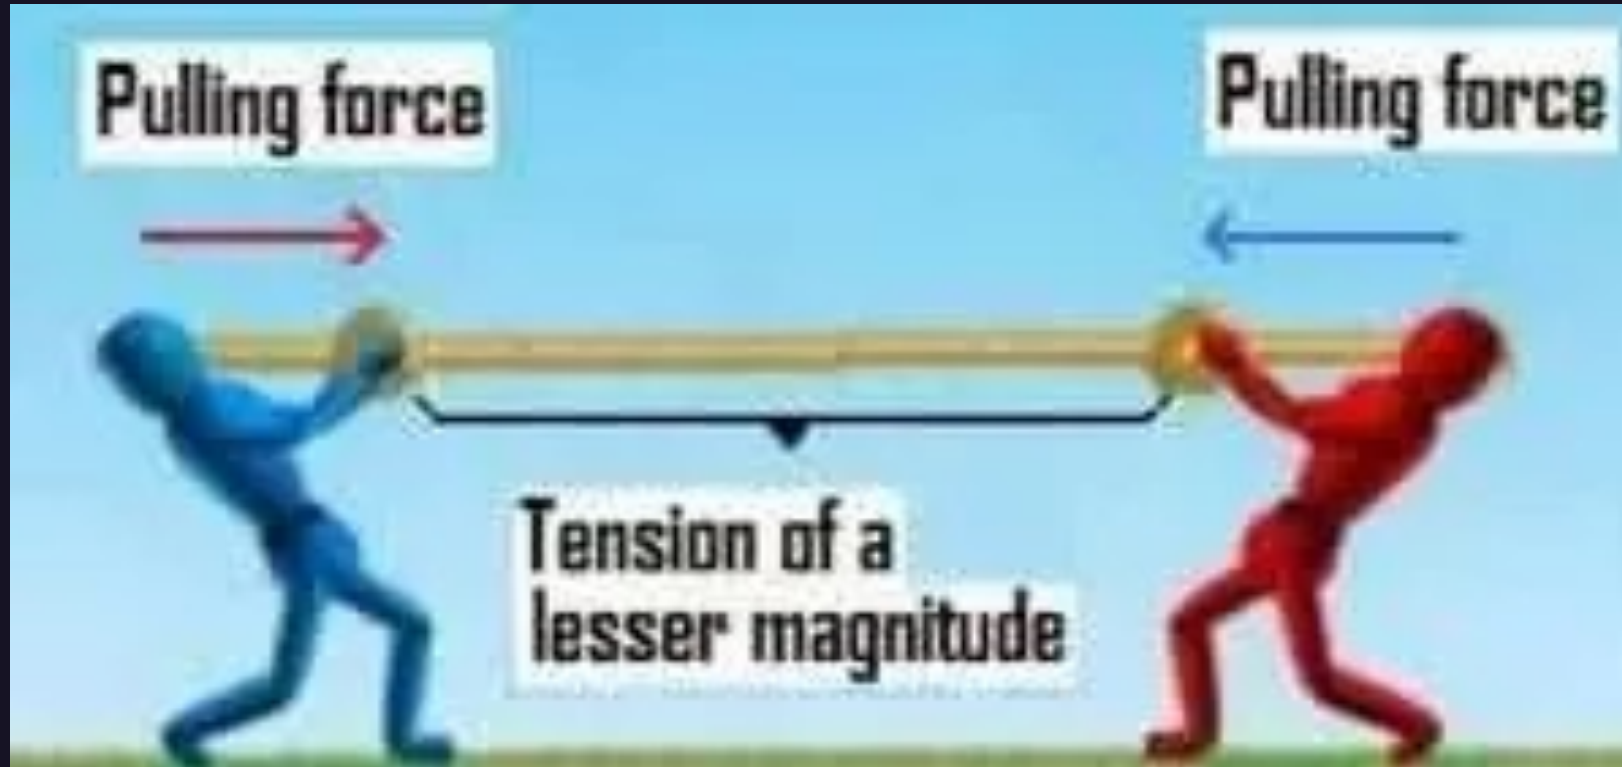 Pulling force
Pulling force
Tension of a
lesser magnitude